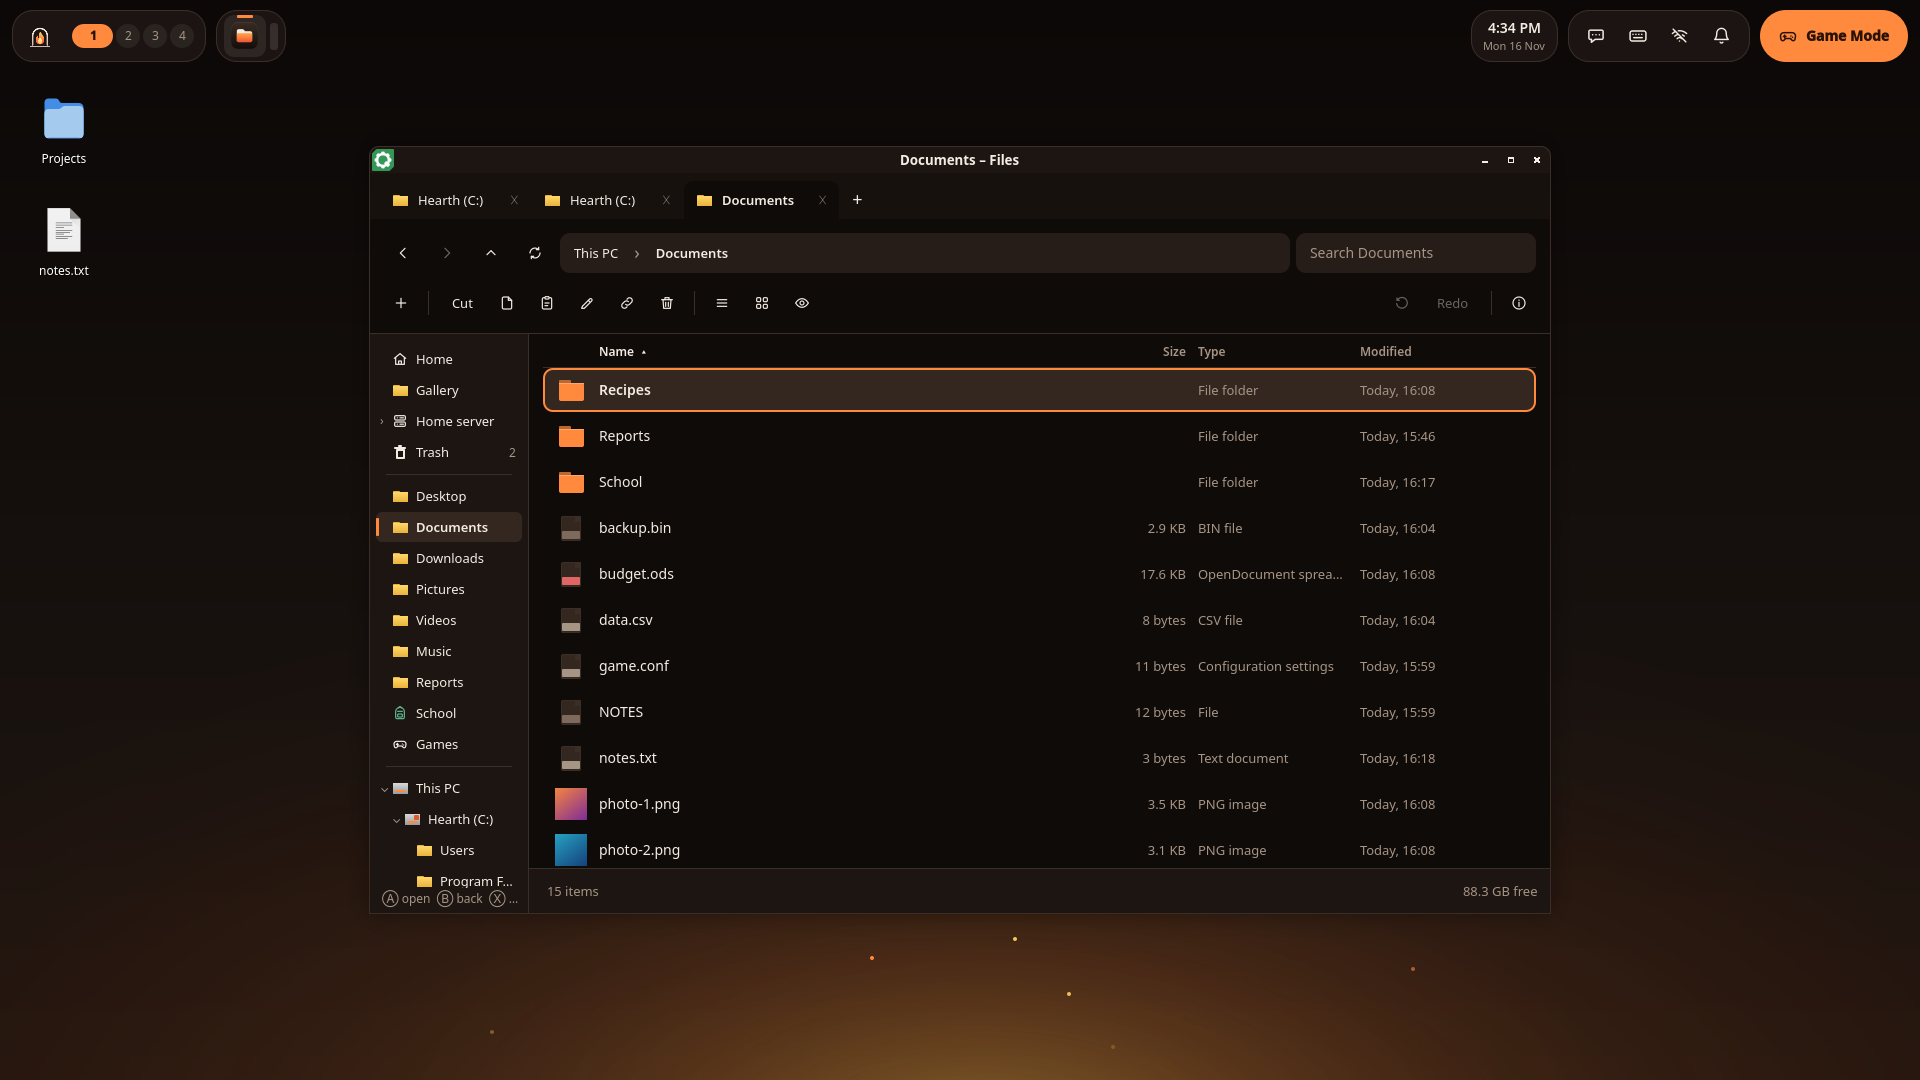 1 2 3 4
4:34 PM
Mon 16 Nov
Game Mode
Projects
notes.txt
Documents – Files
Hearth (C:) X Hearth (C:) X Documents X +
This PC › Documents
Search Documents
Cut
Redo
Home
Gallery
Home server
Trash 2
Desktop
Documents
Downloads
Pictures
Videos
Music
Reports
School
Games
This PC
Hearth (C:)
Users
Program F...
A open B back X ...
Name Size Type Modified
Recipes File folder Today, 16:08
Reports File folder Today, 15:46
School File folder Today, 16:17
backup.bin 2.9 KB BIN file Today, 16:04
budget.ods 17.6 KB OpenDocument sprea... Today, 16:08
data.csv 8 bytes CSV file Today, 16:04
game.conf 11 bytes Configuration settings Today, 15:59
NOTES 12 bytes File Today, 15:59
notes.txt 3 bytes Text document Today, 16:18
photo-1.png 3.5 KB PNG image Today, 16:08
photo-2.png 3.1 KB PNG image Today, 16:08
15 items
88.3 GB free